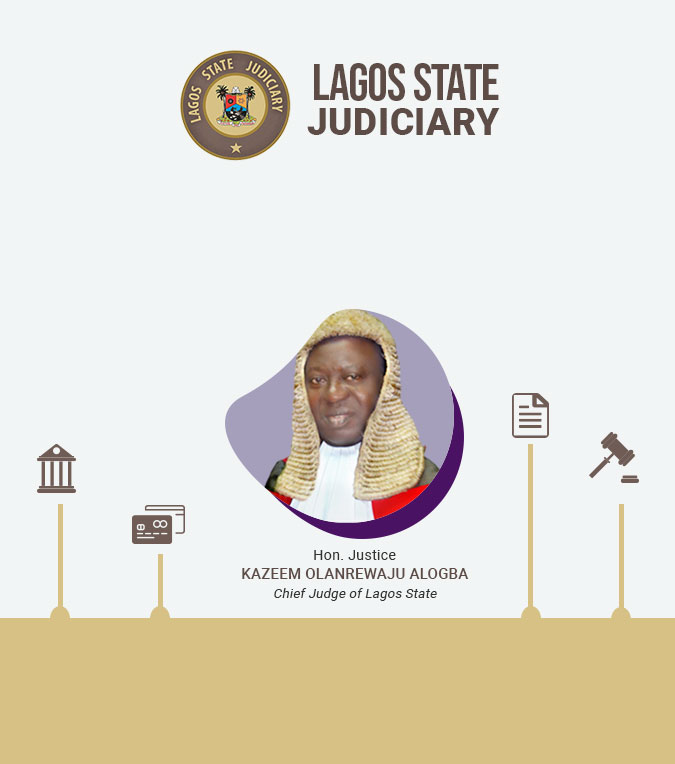 LAGOS STATE JUDICIARY
LAGOS STATE
JUDICIARY
Hon. Justice
KAZEEM OLANREWAJU ALOGBA
Chief Judge of Lagos State